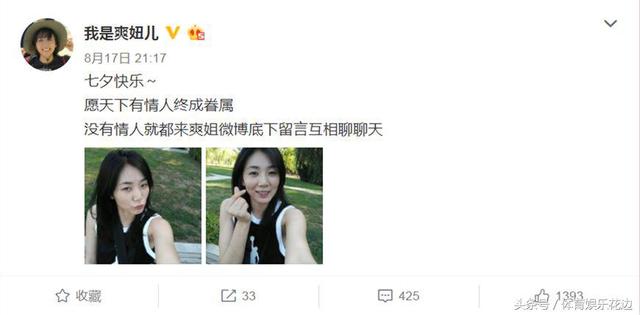 我是爽妞儿
8月17日 21:17
七夕快乐～
愿天下有情人终成眷属
没有情人就都来爽姐微博底下留言互相聊聊天
收藏
33
425
1393
头条号/体育娱乐花边